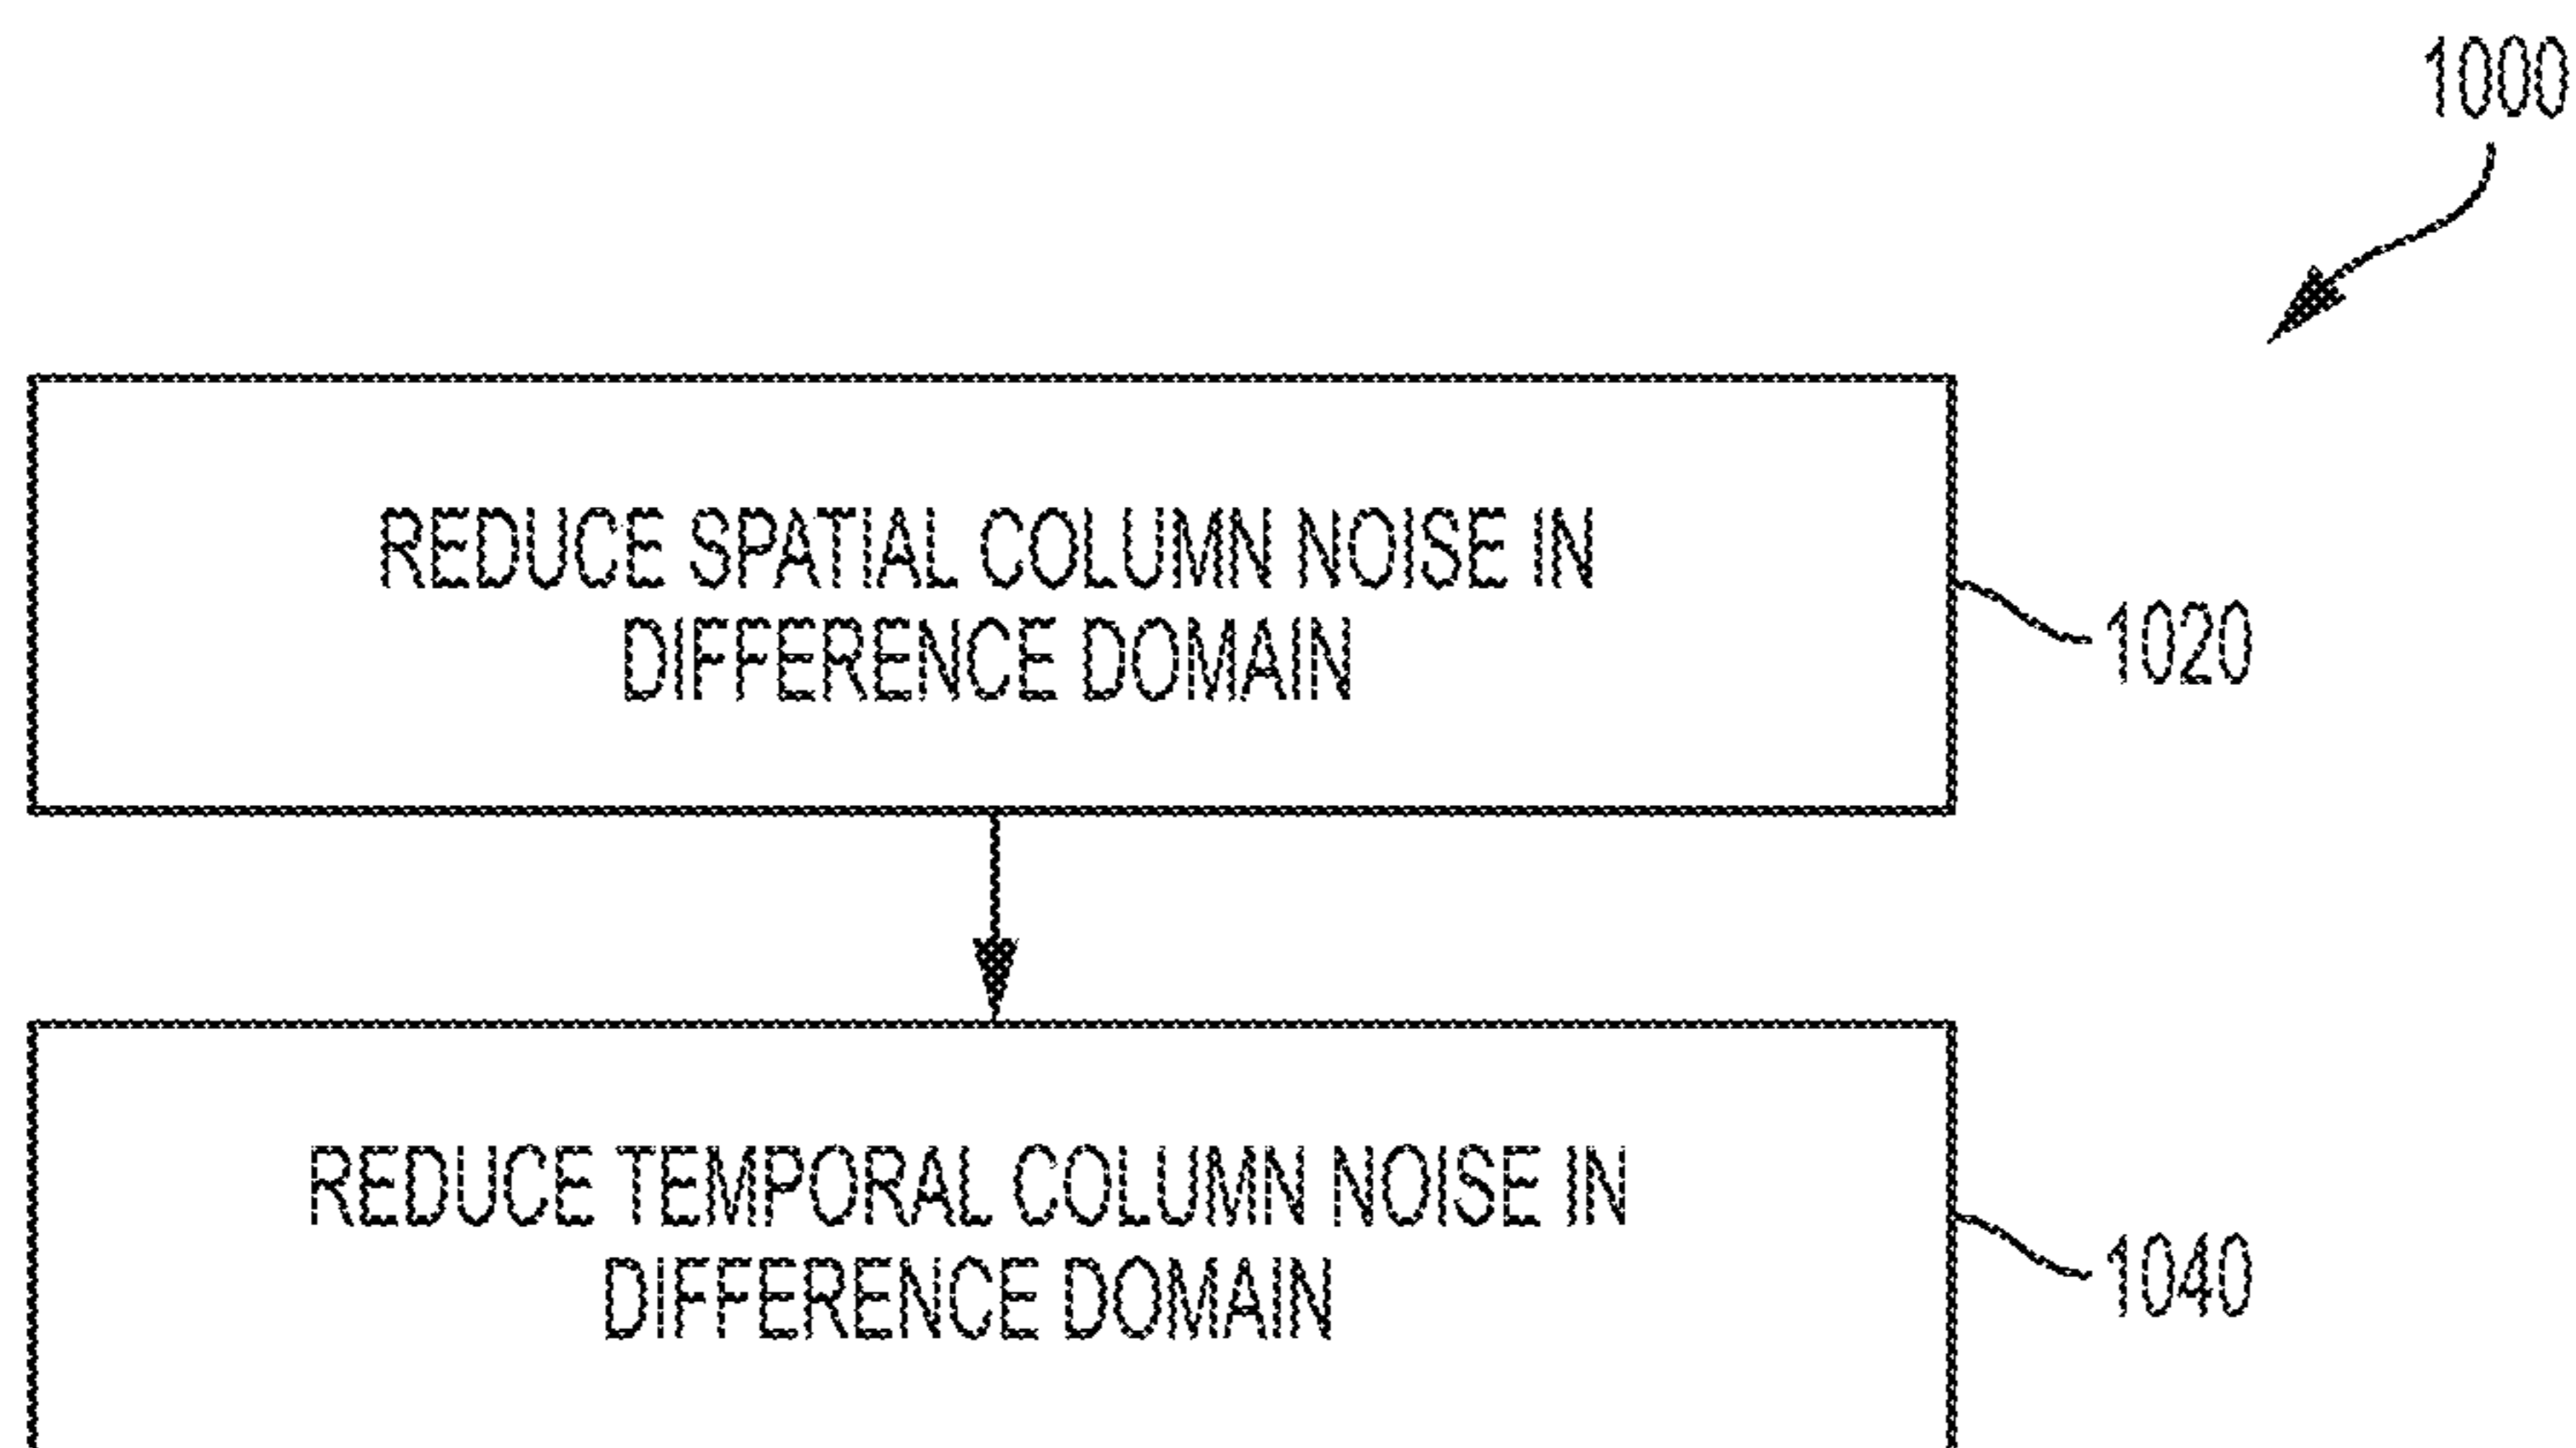 1000
REDUCE SPATIAL COLUMN NOISE IN
DIFFERENCE DOMAIN
1020
REDUCE TEMPORAL COLUMN NOISE IN
DIFFERENCE DOMAIN
1040